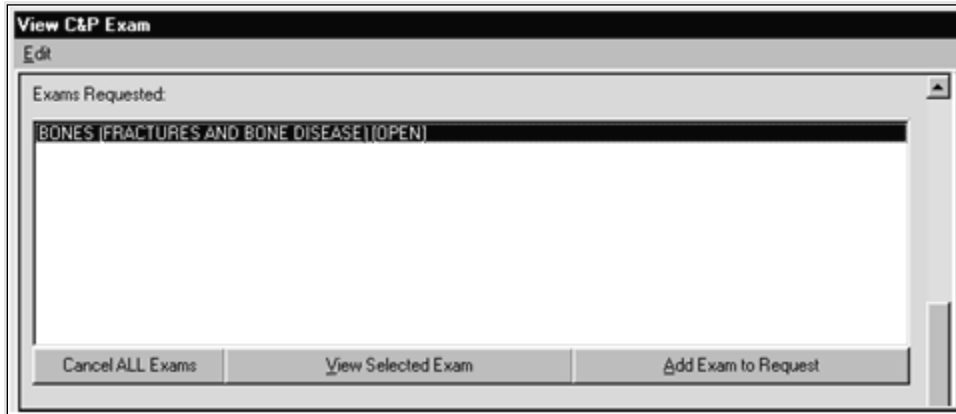 View C&P Exam
Edit
Exams Requested:
BONES (FRACTURES AND BONE DISEASE) (OPEN)
Cancel ALL Exams View Selected Exam Add Exam to Request